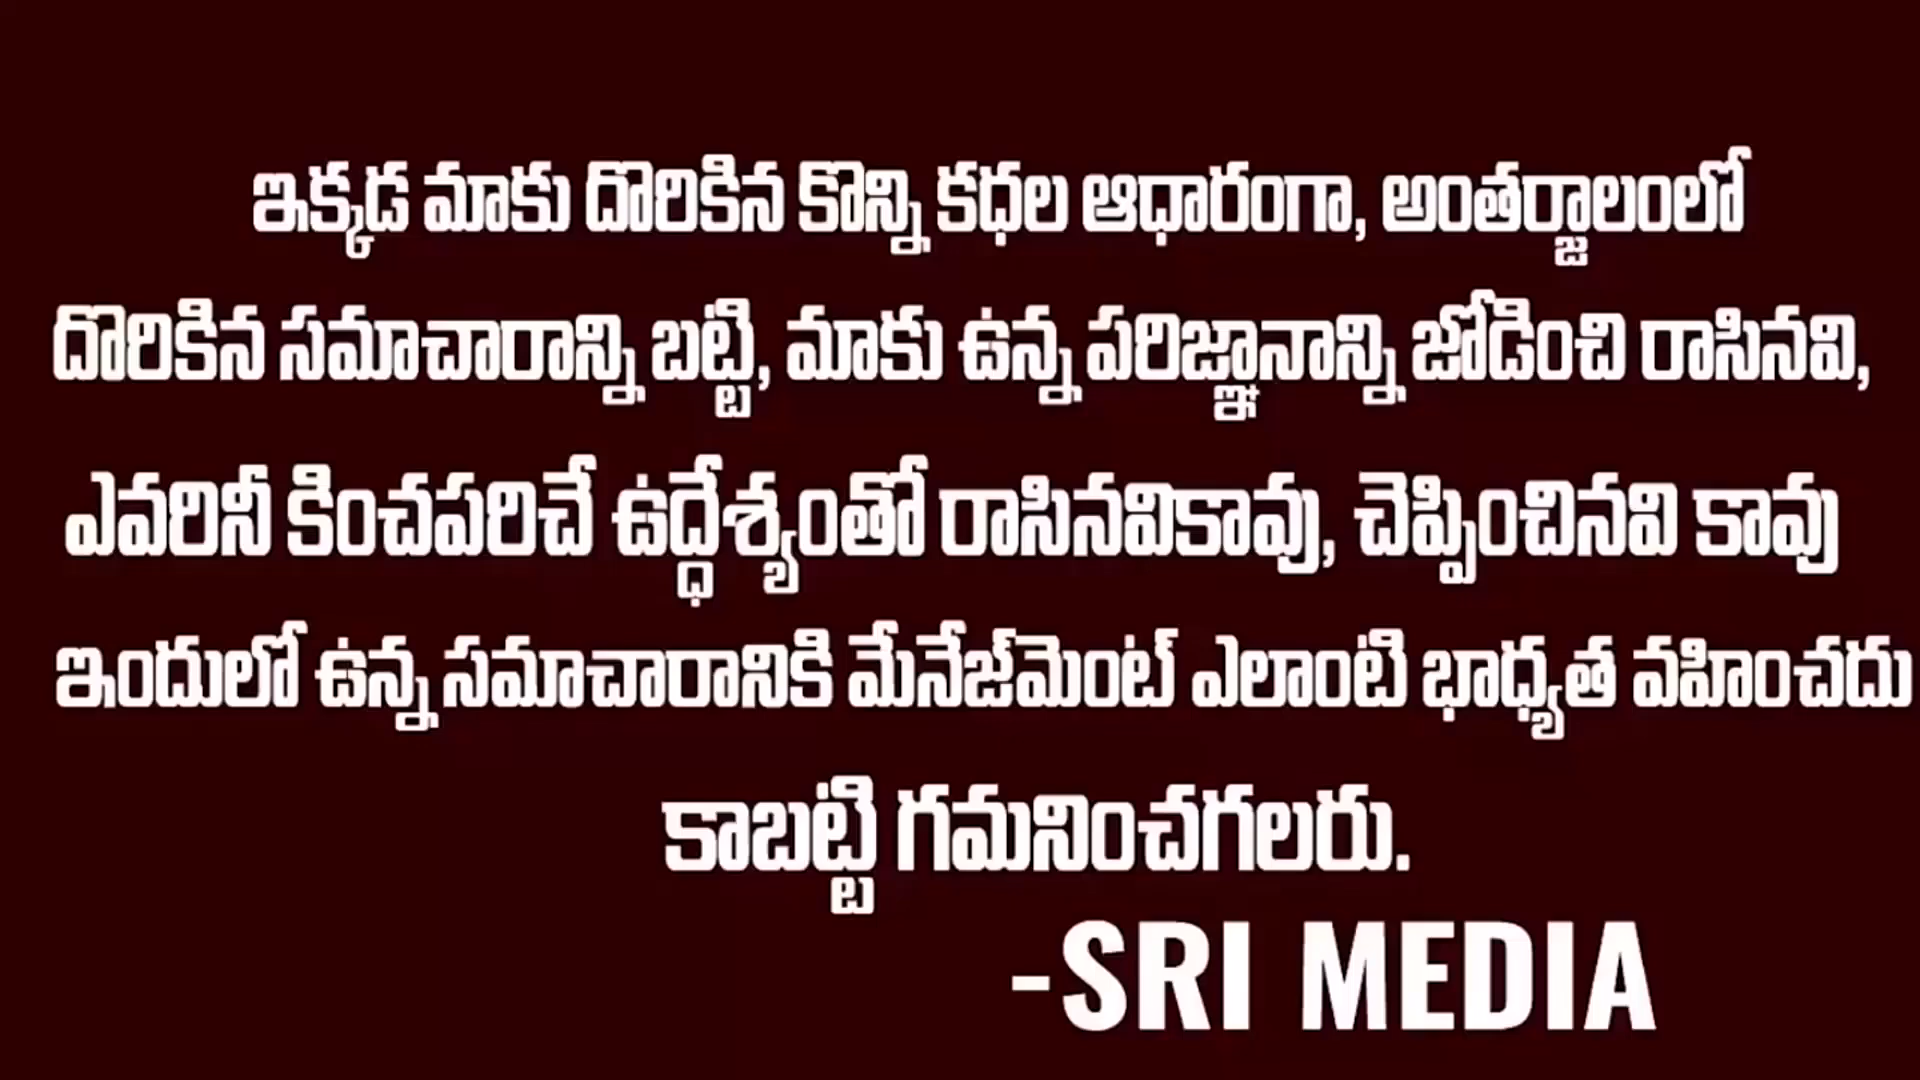 ఇక్కడ మాకు దొరికిన కొన్ని కధల ఆధారంగా, అంతర్జాలంలో
దొరికిన సమాచారాన్ని బట్టి, మాకు ఉన్న పరిజ్ఞానాన్ని జోడించి రాసినవి,
ఎవరినీ కించపరిచే ఉద్ధేశ్యంతో రాసినవికావు, చెప్పించినవి కావు
ఇందులో ఉన్న సమాచారానికి మేనేజ్‌మెంట్ ఎలాంటి భాధ్యత వహించదు
కాబట్టి గమనించగలరు.
-SRI MEDIA